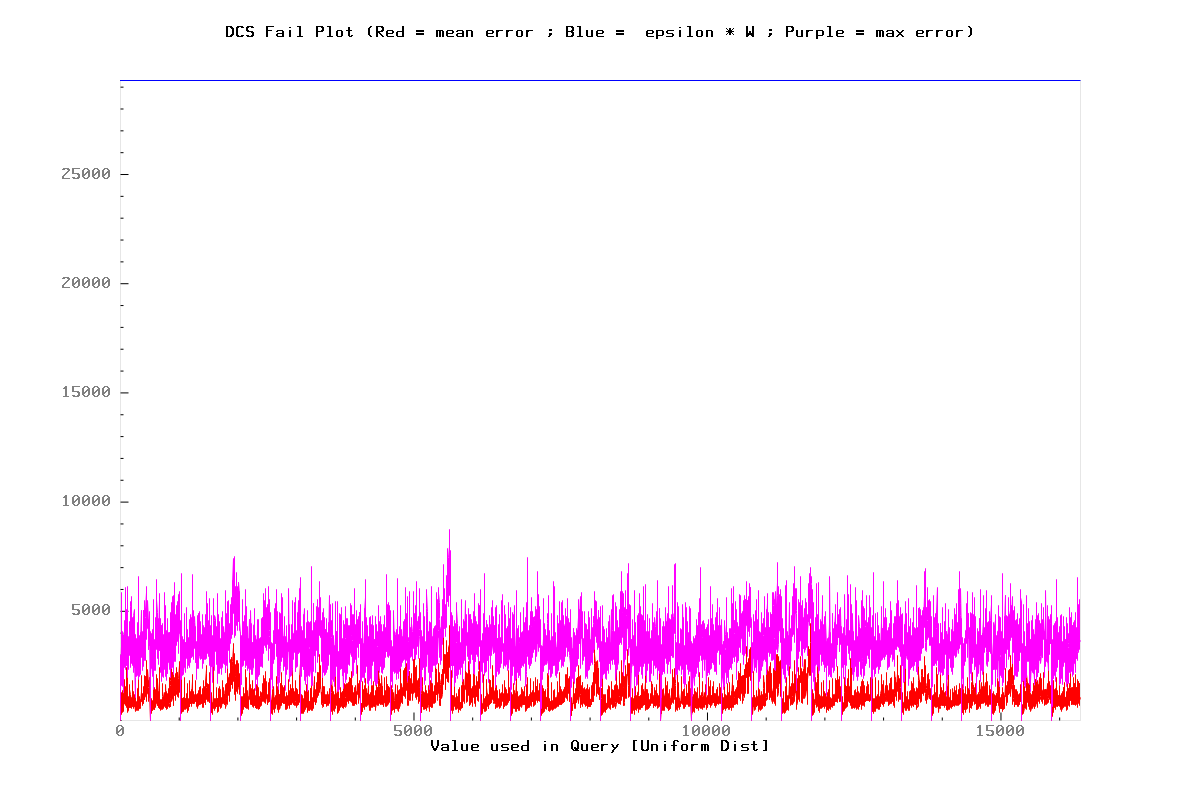 DCS Fail Plot (Red = mean error ; Blue =  epsilon * W ; Purple = max error)
25000
20000
15000
10000
5000
0 5000 10000 15000
Value used in Query [Uniform Dist]